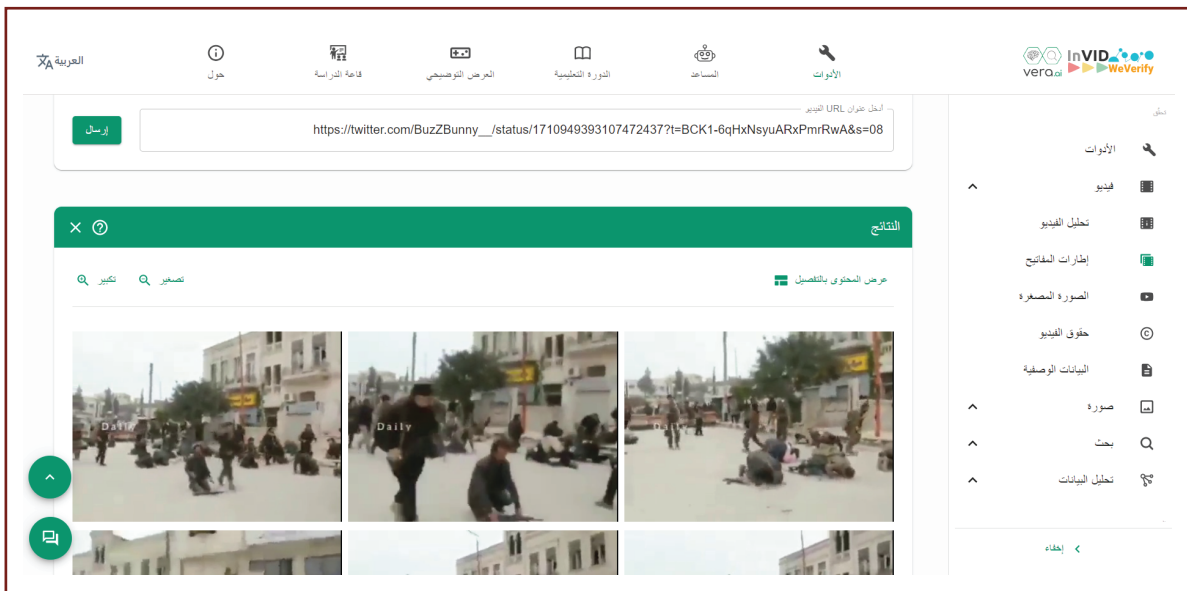 InVID
vera.ai WeVerify
الأدوات
المساعد
الدورة التعليمية
العرض التوضيحي
قاعة الدراسة
حول
العربية
الأدوات
فيديو
تحليل الفيديو
إطارات المفاتيح
الصورة المصغرة
حقوق الفيديو
البيانات الوصفية
صورة
بحث
تحليل البيانات
إخفاء
أدخل عنوان URL الفيديو
https://twitter.com/BuzZBunny__/status/1710949393107472437?t=BCK1-6qHxNsyuARxPmrRwA&s=08
إرسال
النتائج
عرض المحتوى بالتفصيل
تصغير
تكبير
Daily
Daily
Daily